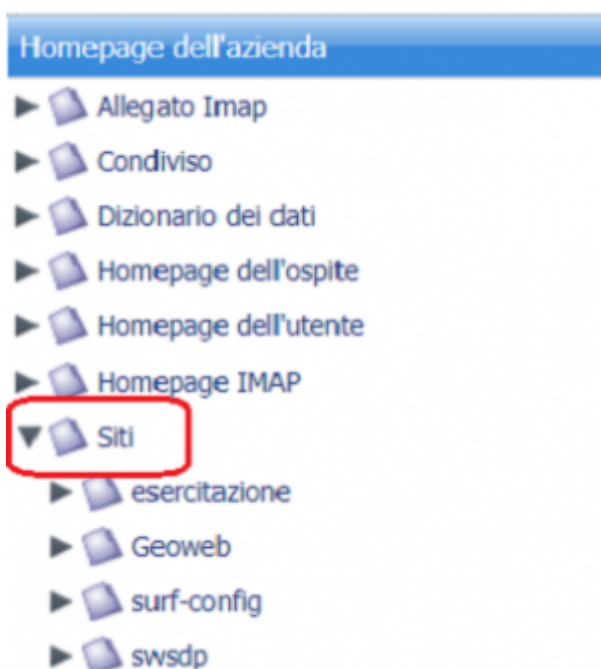 Homepage dell'azienda
Allegato Imap
Condiviso
Dizionario dei dati
Homepage dell'ospite
Homepage dell'utente
Homepage IMAP
Siti
esercitazione
Geoweb
surf-config
swsdp